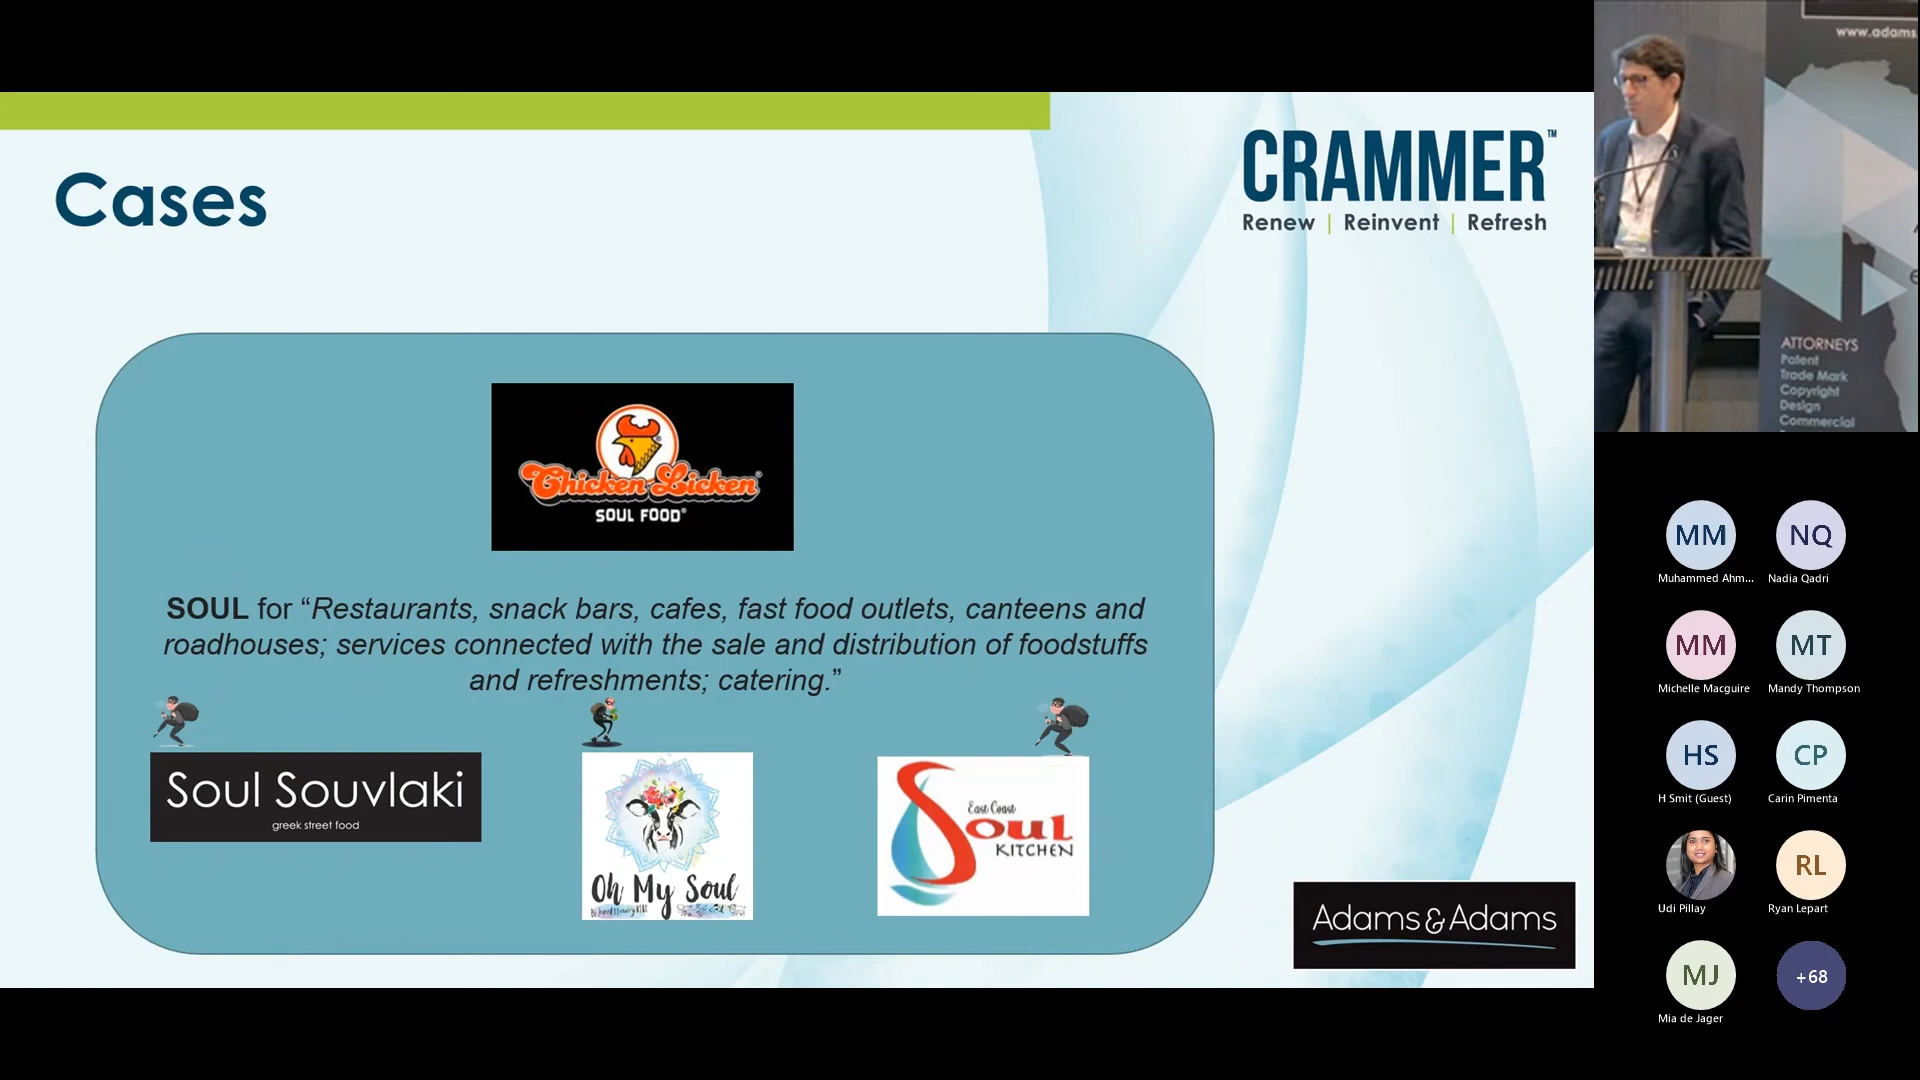 Cases
CRAMMER™
Renew | Reinvent | Refresh
Chicken Licken®
SOUL FOOD®
SOUL for “Restaurants, snack bars, cafes, fast food outlets, canteens and
roadhouses; services connected with the sale and distribution of foodstuffs
and refreshments; catering.”
Soul Souvlaki
greek street food
Oh My Soul
East Coast
Soul
KITCHEN
Adams & Adams
www.adams
ATTORNEYS
Patent
Trade Mark
Copyright
Design
Commercial
MM
Muhammed Ahm...
NQ
Nadia Qadri
MM
Michelle Macguire
MT
Mandy Thompson
HS
H Smit (Guest)
CP
Carin Pimenta
Udi Pillay
RL
Ryan Lepart
MJ
Mia de Jager
+68